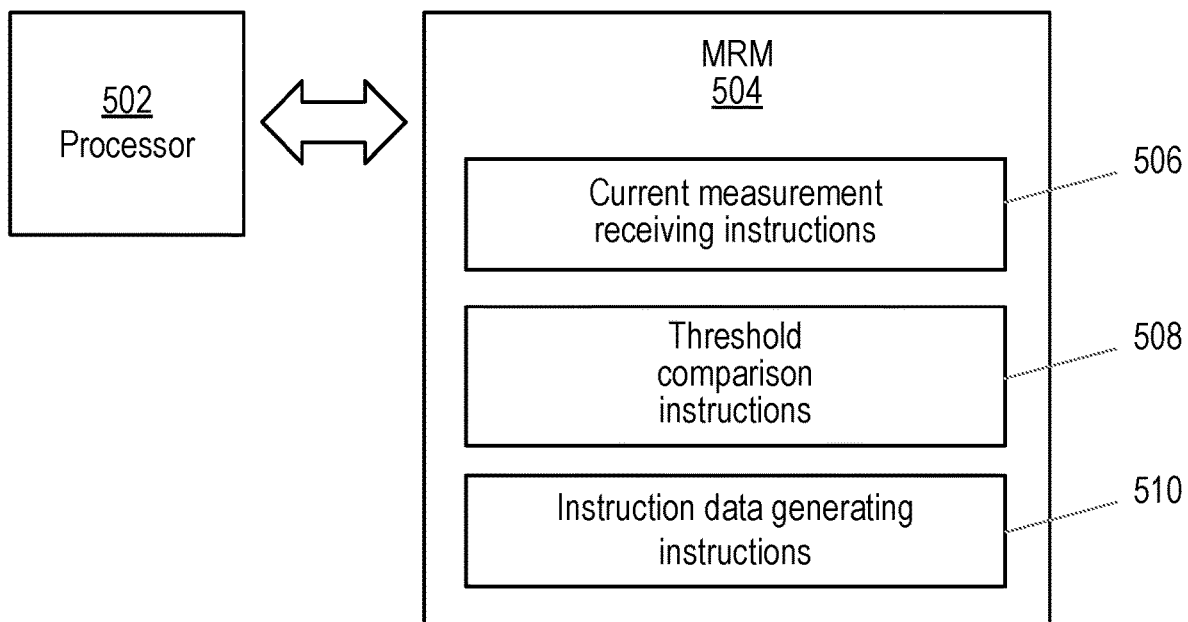 502
Processor
MRM
504
Current measurement
receiving instructions
506
Threshold
comparison
instructions
508
Instruction data generating
instructions
510